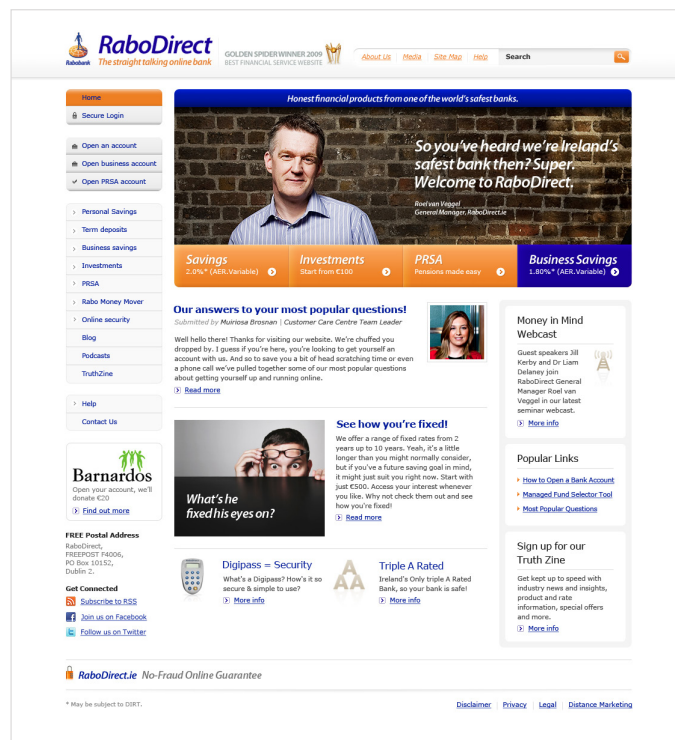 RaboDirect
The straight talking online bank
Rabobank
GOLDEN SPIDER WINNER 2009
BEST FINANCIAL SERVICE WEBSITE
About Us
Media
Site Map
Help
Search
Home
Secure Login
Open an account
Open business account
Open PRSA account
Personal Savings
Term deposits
Business savings
Investments
PRSA
Rabo Money Mover
Online security
Blog
Podcasts
TruthZine
Help
Contact Us
Barnardos
Open your account, we'll
donate €20
Find out more
FREE Postal Address
RaboDirect,
FREEPOST F4006,
PO Box 10152,
Dublin 2.
Get Connected
Subscribe to RSS
Join us on Facebook
Follow us on Twitter
Honest financial products from one of the world's safest banks.
So you've heard we're Ireland's
safest bank then? Super.
Welcome to RaboDirect.
Roel van Veggel
General Manager, RaboDirect.ie
Savings
2.0%* (AER.Variable)
Investments
Start from €100
PRSA
Pensions made easy
Business Savings
1.80%* (AER.Variable)
Our answers to your most popular questions!
Submitted by Muiriosa Brosnan | Customer Care Centre Team Leader
Well hello there! Thanks for visiting our website. We're chuffed you
dropped by. I guess if you're here, you're looking to get yourself an
account with us. And so to save you a bit of head scratching time or even
a phone call we've pulled together some of our most popular questions
about getting yourself up and running online.
Read more
What's he
fixed his eyes on?
See how you're fixed!
We offer a range of fixed rates from 2
years up to 10 years. Yeah, it's a little
longer than you might normally consider,
but if you've a future saving goal in mind,
it might just suit you right now. Start with
just €500. Access your interest whenever
you like. Why not check them out and see
how you're fixed!
Read more
Digipass = Security
What's a Digipass? How's it so
secure & simple to use?
More info
AAA
Triple A Rated
Ireland's Only triple A Rated
Bank, so your bank is safe!
More info
Money in Mind
Webcast
Guest speakers Jill
Kerby and Dr Liam
Delaney join
RaboDirect General
Manager Roel van
Veggel in our latest
seminar webcast.
More info
Popular Links
How to Open a Bank Account
Managed Fund Selector Tool
Most Popular Questions
Sign up for our
Truth Zine
Get kept up to speed with
industry news and insights,
product and rate
information, special offers
and more.
More info
RaboDirect.ie No-Fraud Online Guarantee
* May be subject to DIRT.
Disclaimer
Privacy
Legal
Distance Marketing